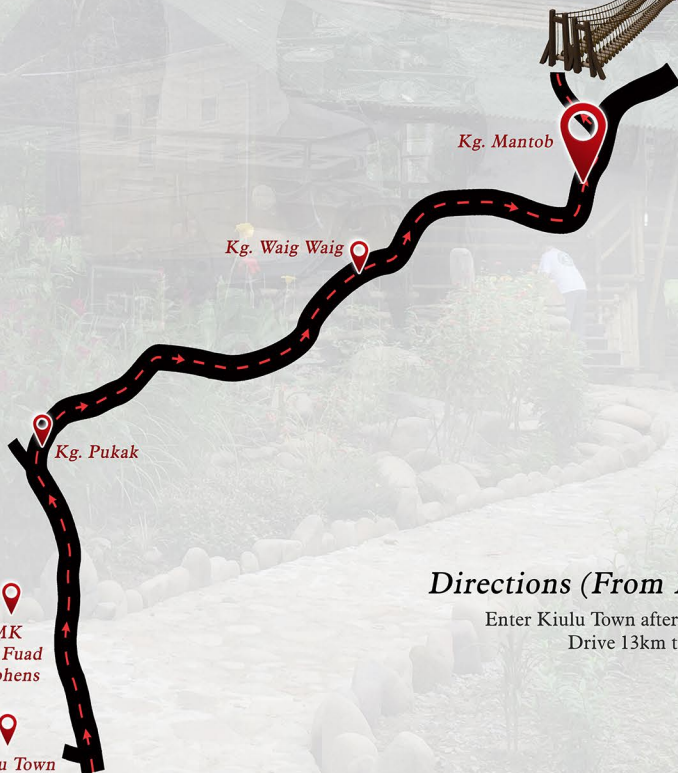 Kg. Mantob
Kg. Waig Waig
Kg. Pukak
Directions (From
Enter Kiulu Town after
Drive 13km t
MK
Fuad
phens
u Town